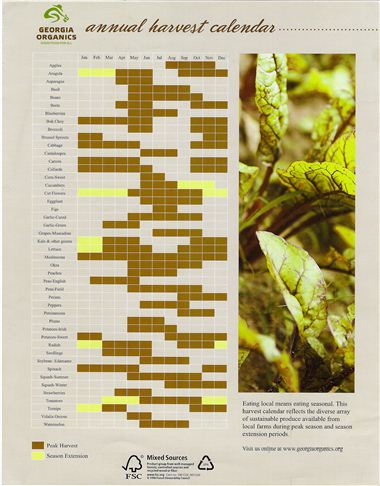 GEORGIA
ORGANICS
annual harvest calendar
Jan Feb Mar Apr May Jun Jul Aug Sep Oct Nov Dec
Apples
Arugula
Asparagus
Basil
Beans
Beets
Blueberries
Bok Choy
Broccoli
Brussel Sprouts
Cabbage
Cantaloupes
Carrots
Collards
Corn-Sweet
Cucumbers
Cut Flowers
Eggplant
Figs
Garlic-Cured
Garlic-Green
Grapes-Muscadine
Kale & other greens
Lettuce
Mushrooms
Okra
Peaches
Peas-English
Peas-Field
Pecans
Peppers
Persimmons
Plums
Potatoes-Irish
Potatoes-Sweet
Radish
Seedlings
Soybean- Edamame
Spinach
Squash-Summer
Squash-Winter
Strawberries
Tomatoes
Turnips
Vidalia Onions
Watermelon
Peak Harvest
Season Extension
Eating local means eating seasonal. This
harvest calendar reflects the diverse array
of sustainable produce available from
local farms during peak season and season
extension periods.
Visit us online at www.georgiaorganics.org
FSC
Mixed Sources
Product group from well-managed
forests, controlled sources and
recycled wood or fiber